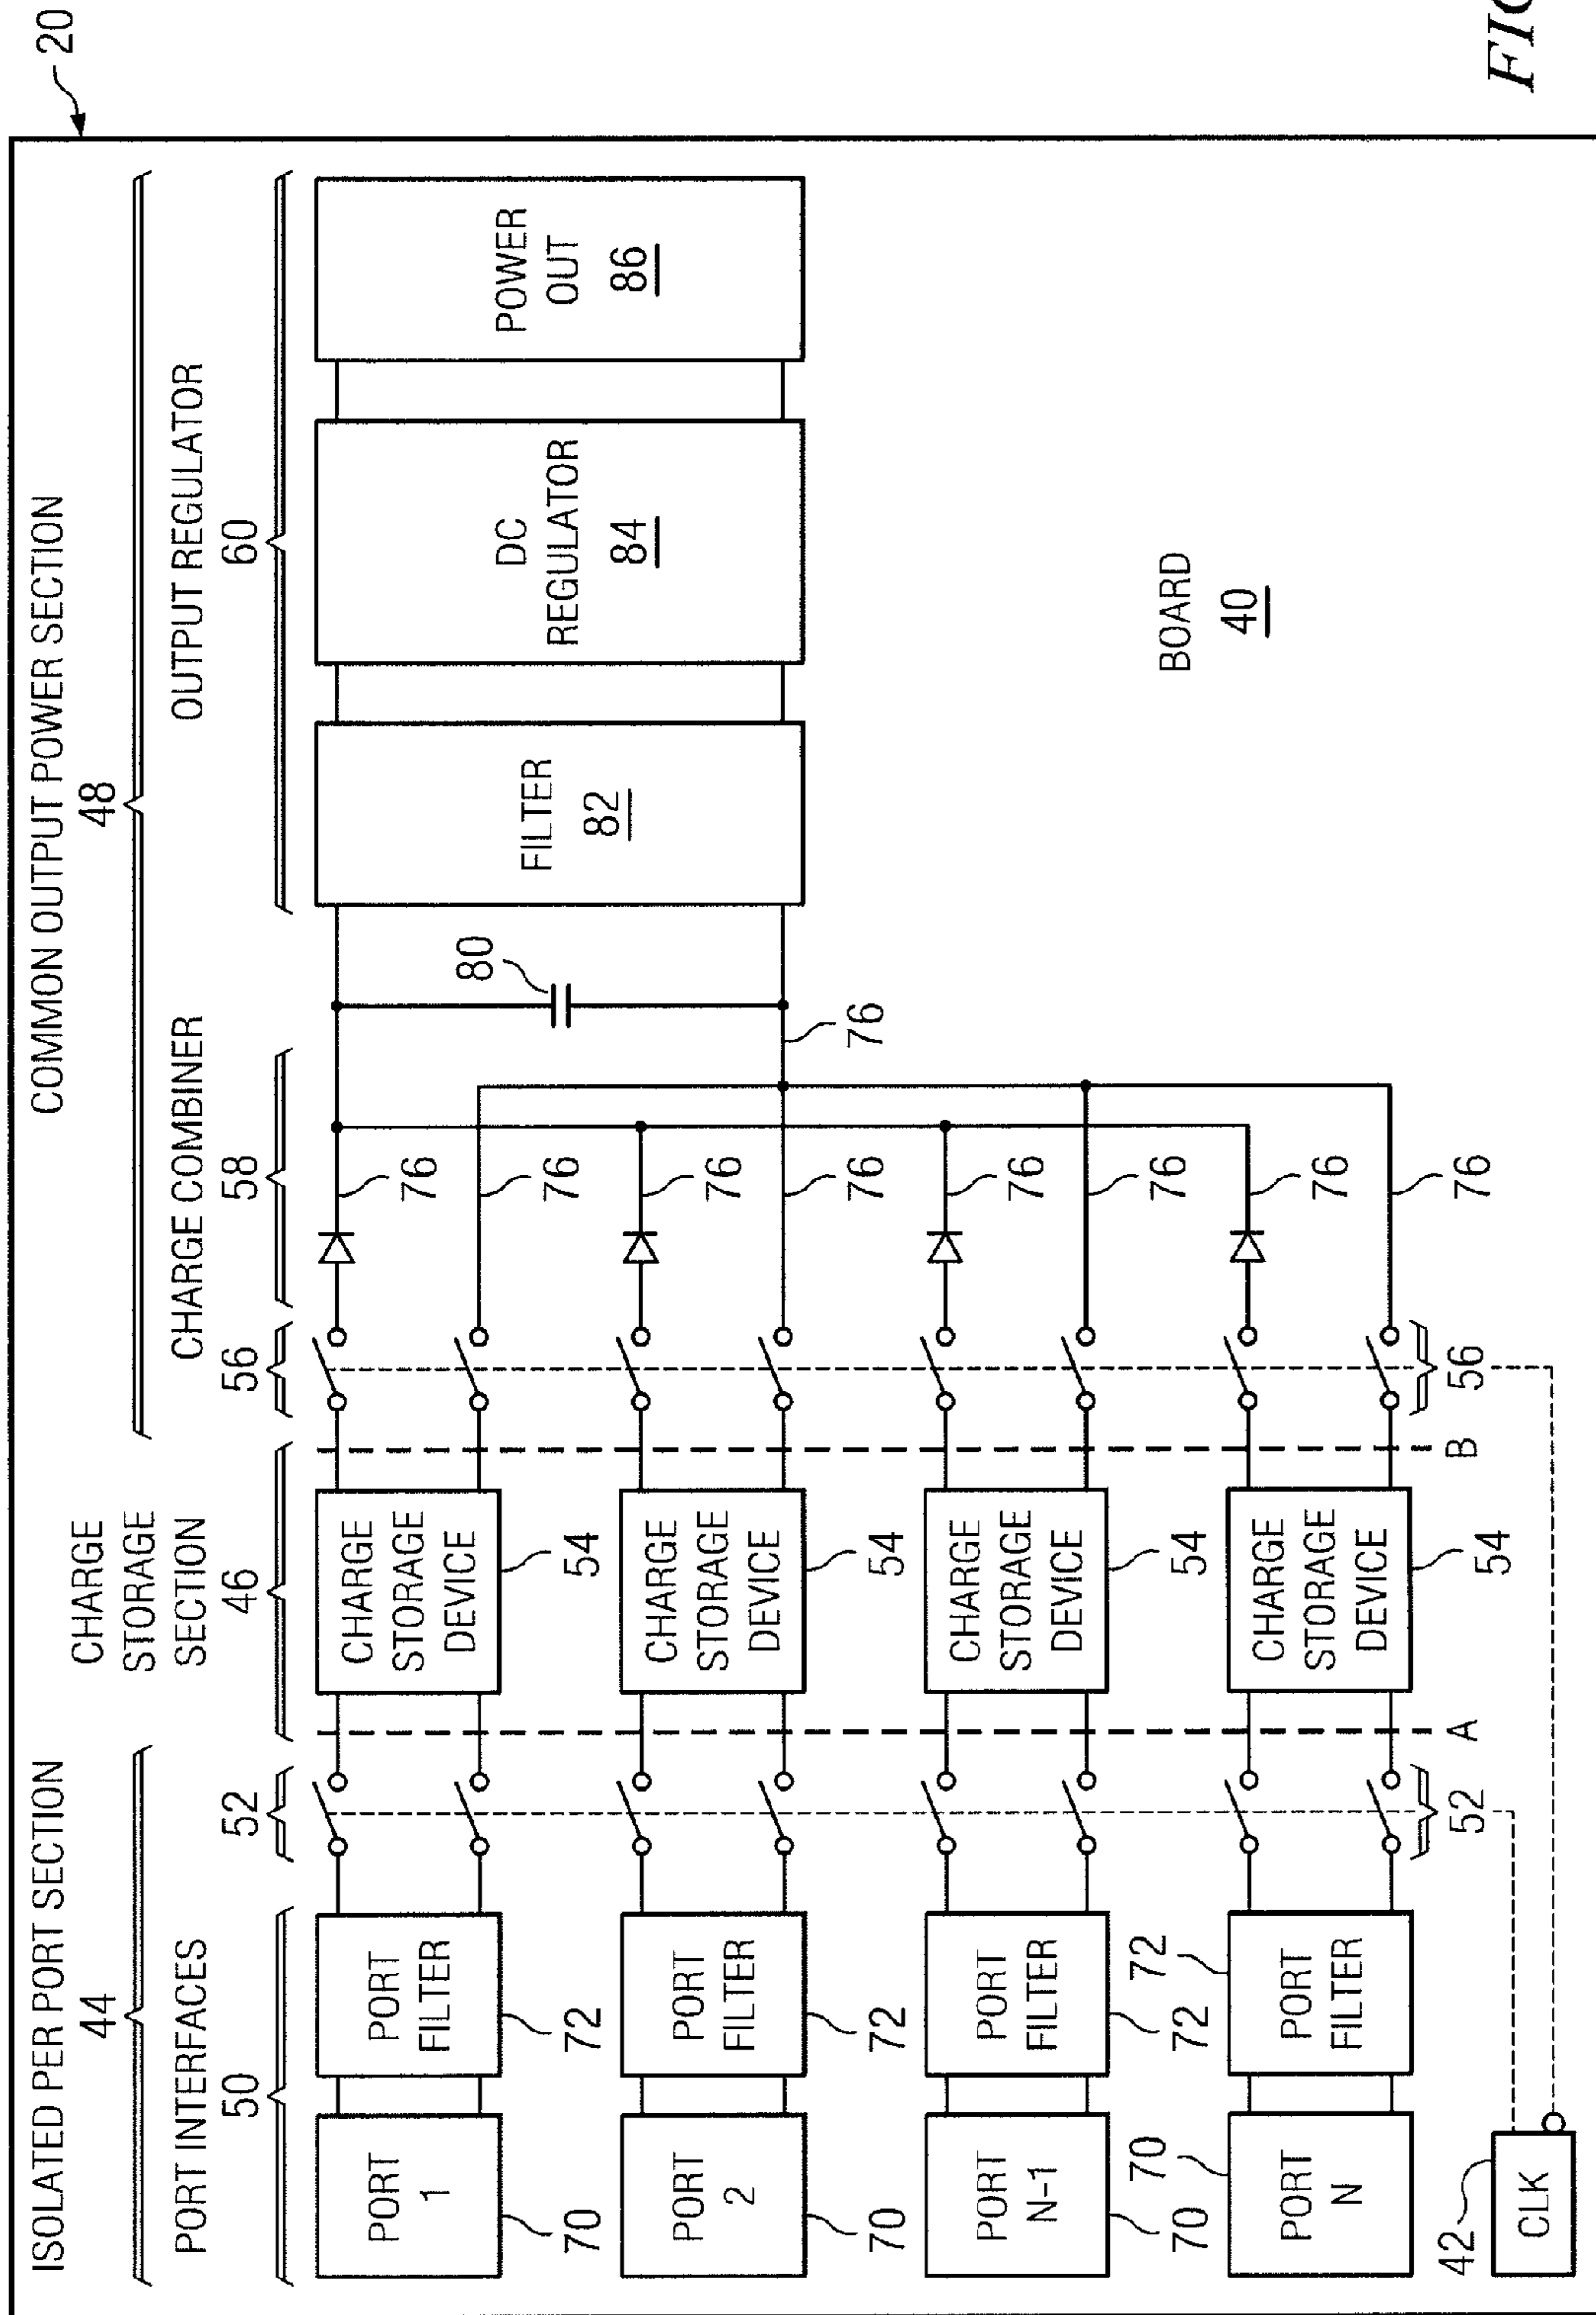 20
COMMON OUTPUT POWER SECTION
48
ISOLATED PER PORT SECTION
44
CHARGE
STORAGE
SECTION
46
PORT INTERFACES
50
52
56
CHARGE COMBINER
58
OUTPUT REGULATOR
60
PORT
1
70
PORT
FILTER
72
CHARGE
STORAGE
DEVICE
54
76
76
80
FILTER
82
DC
REGULATOR
84
POWER
OUT
86
PORT
2
70
PORT
FILTER
72
CHARGE
STORAGE
DEVICE
54
76
76
76
PORT
N-1
70
PORT
FILTER
72
CHARGE
STORAGE
DEVICE
54
76
76
PORT
N
70
PORT
FILTER
72
CHARGE
STORAGE
DEVICE
54
76
76
52
A
B
56
42
CLK
BOARD
40